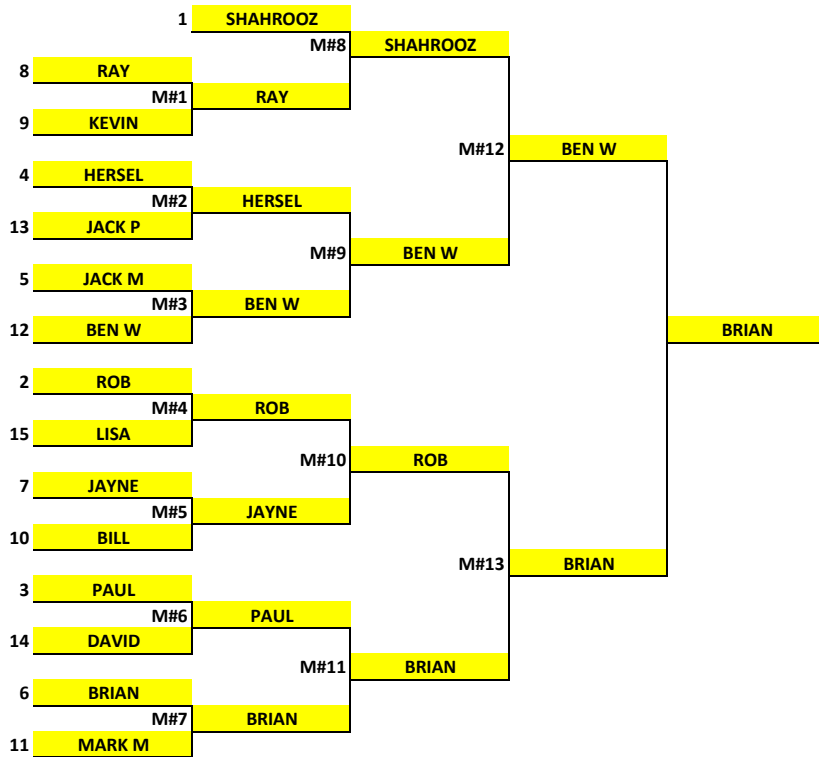 1 SHAHROOZ
M#8 SHAHROOZ
8 RAY
M#1 RAY
9 KEVIN
M#12 BEN W
4 HERSEL
M#2 HERSEL
13 JACK P
M#9 BEN W
5 JACK M
M#3 BEN W
12 BEN W
BRIAN
2 ROB
M#4 ROB
15 LISA
M#10 ROB
7 JAYNE
M#5 JAYNE
10 BILL
M#13 BRIAN
3 PAUL
M#6 PAUL
14 DAVID
M#11 BRIAN
6 BRIAN
M#7 BRIAN
11 MARK M